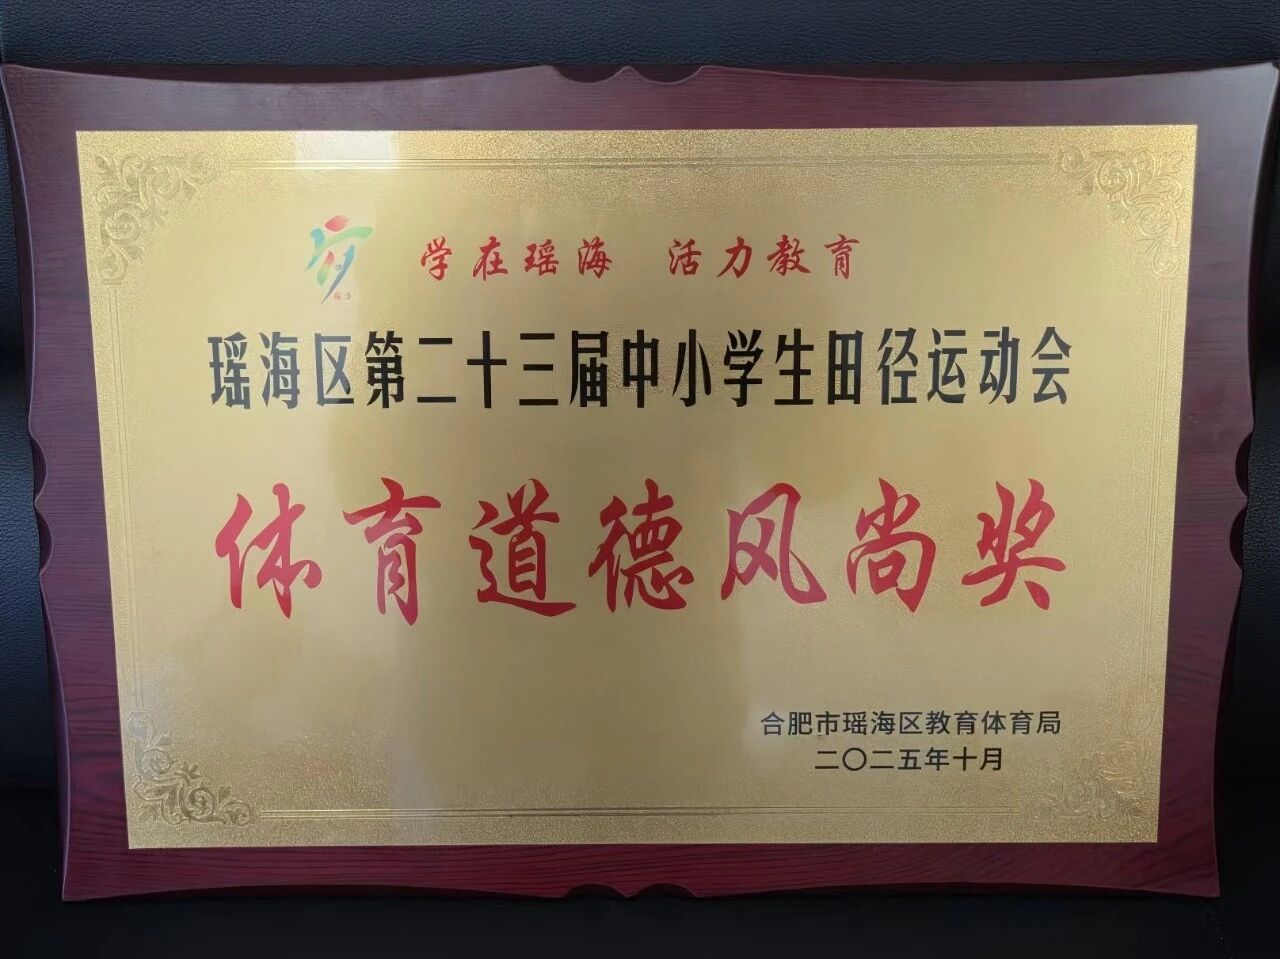 学在瑶海 活力教育
瑶海区第二十三届中小学生田径运动会
体育道德风尚奖
合肥市瑶海区教育体育局
二〇二五年十月